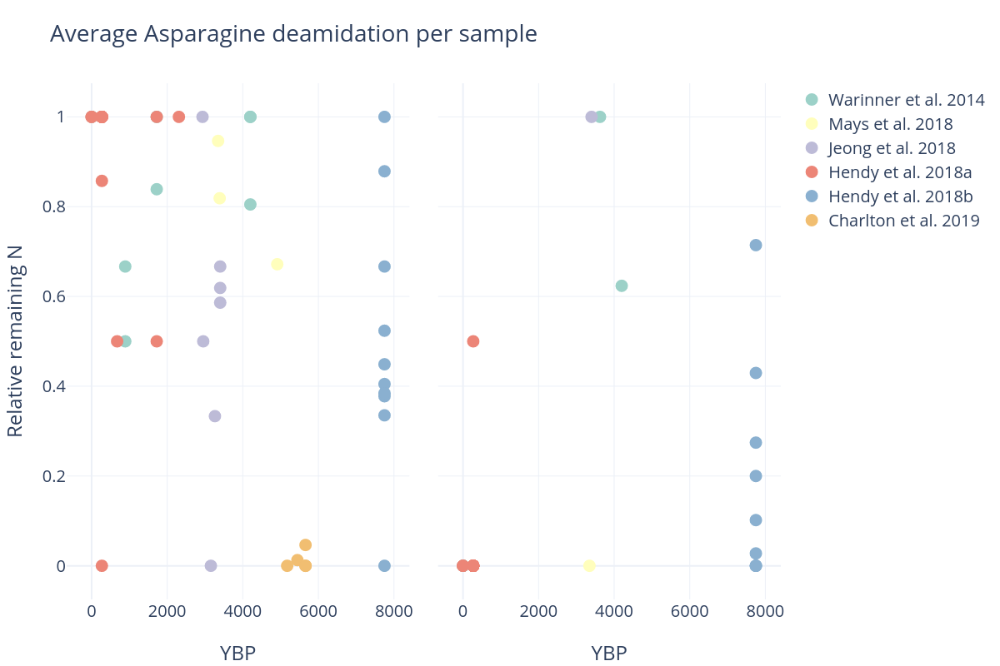 Average Asparagine deamidation per sample
Relative remaining N
1
0.8
0.6
0.4
0.2
0
0 2000 4000 6000 8000
YBP
0 2000 4000 6000 8000
YBP
Warinner et al. 2014
Mays et al. 2018
Jeong et al. 2018
Hendy et al. 2018a
Hendy et al. 2018b
Charlton et al. 2019